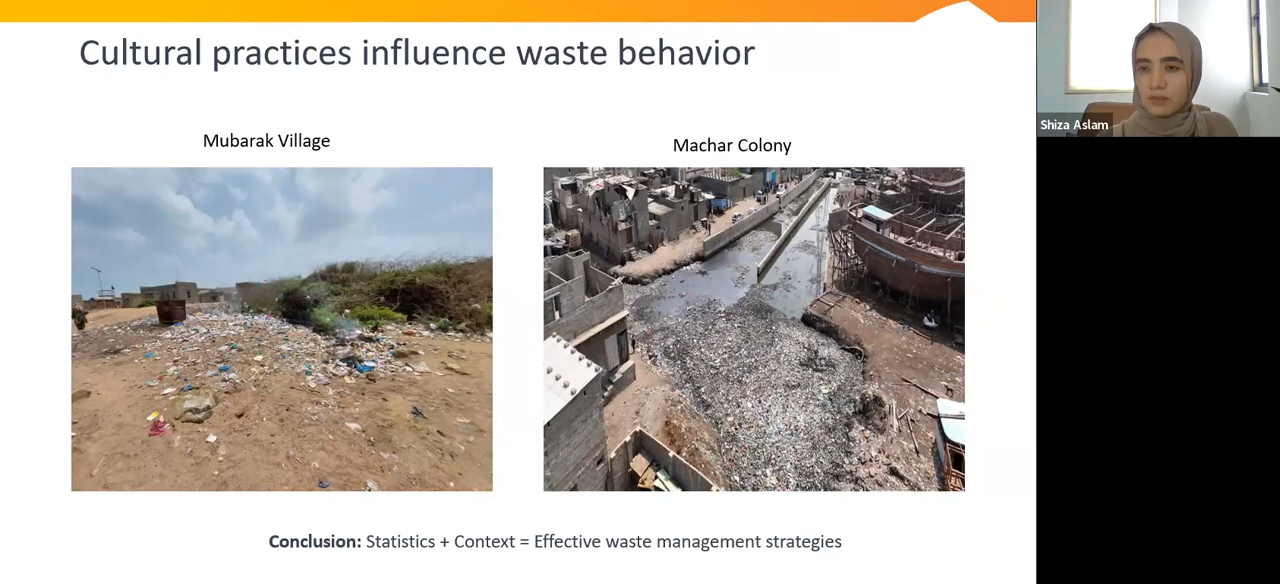 Cultural practices influence waste behavior
Shiza Aslam
Mubarak Village
Machar Colony
Conclusion: Statistics + Context = Effective waste management strategies